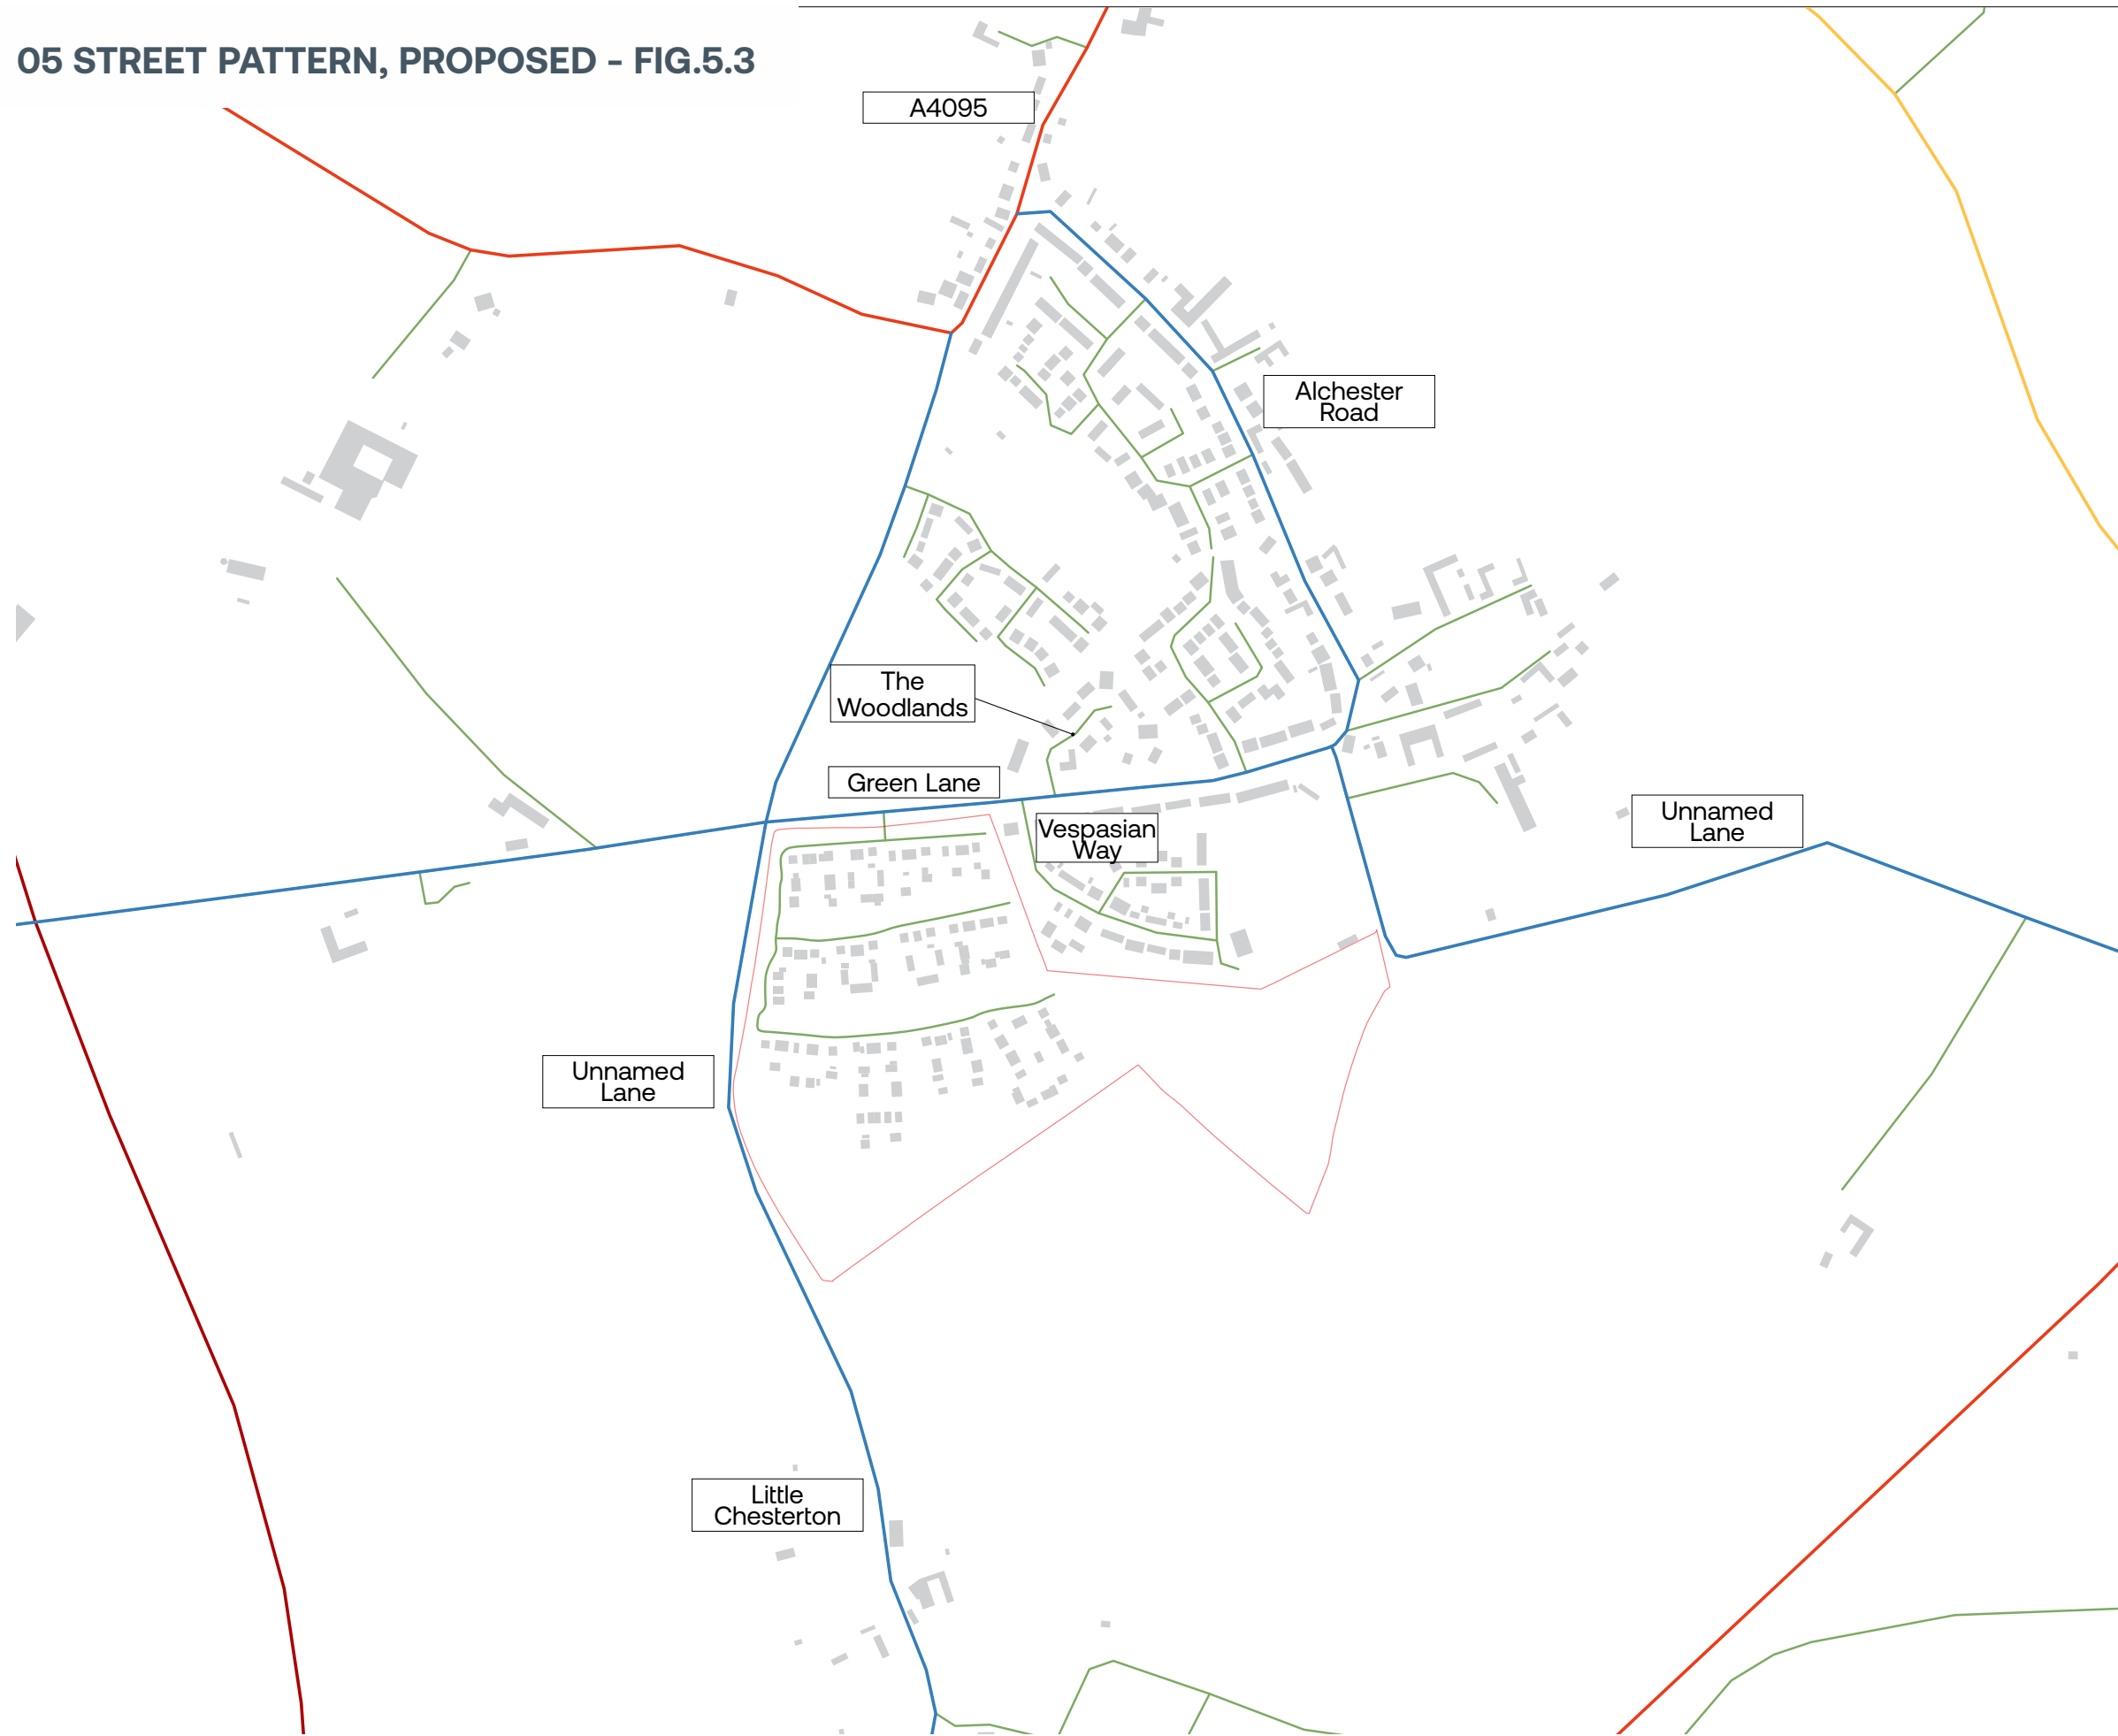 05 STREET PATTERN, PROPOSED - FIG.5.3
A4095
Alchester
Road
The
Woodlands
Green Lane
Vespasian
Way
Unnamed
Lane
Unnamed
Lane
Little
Chesterton